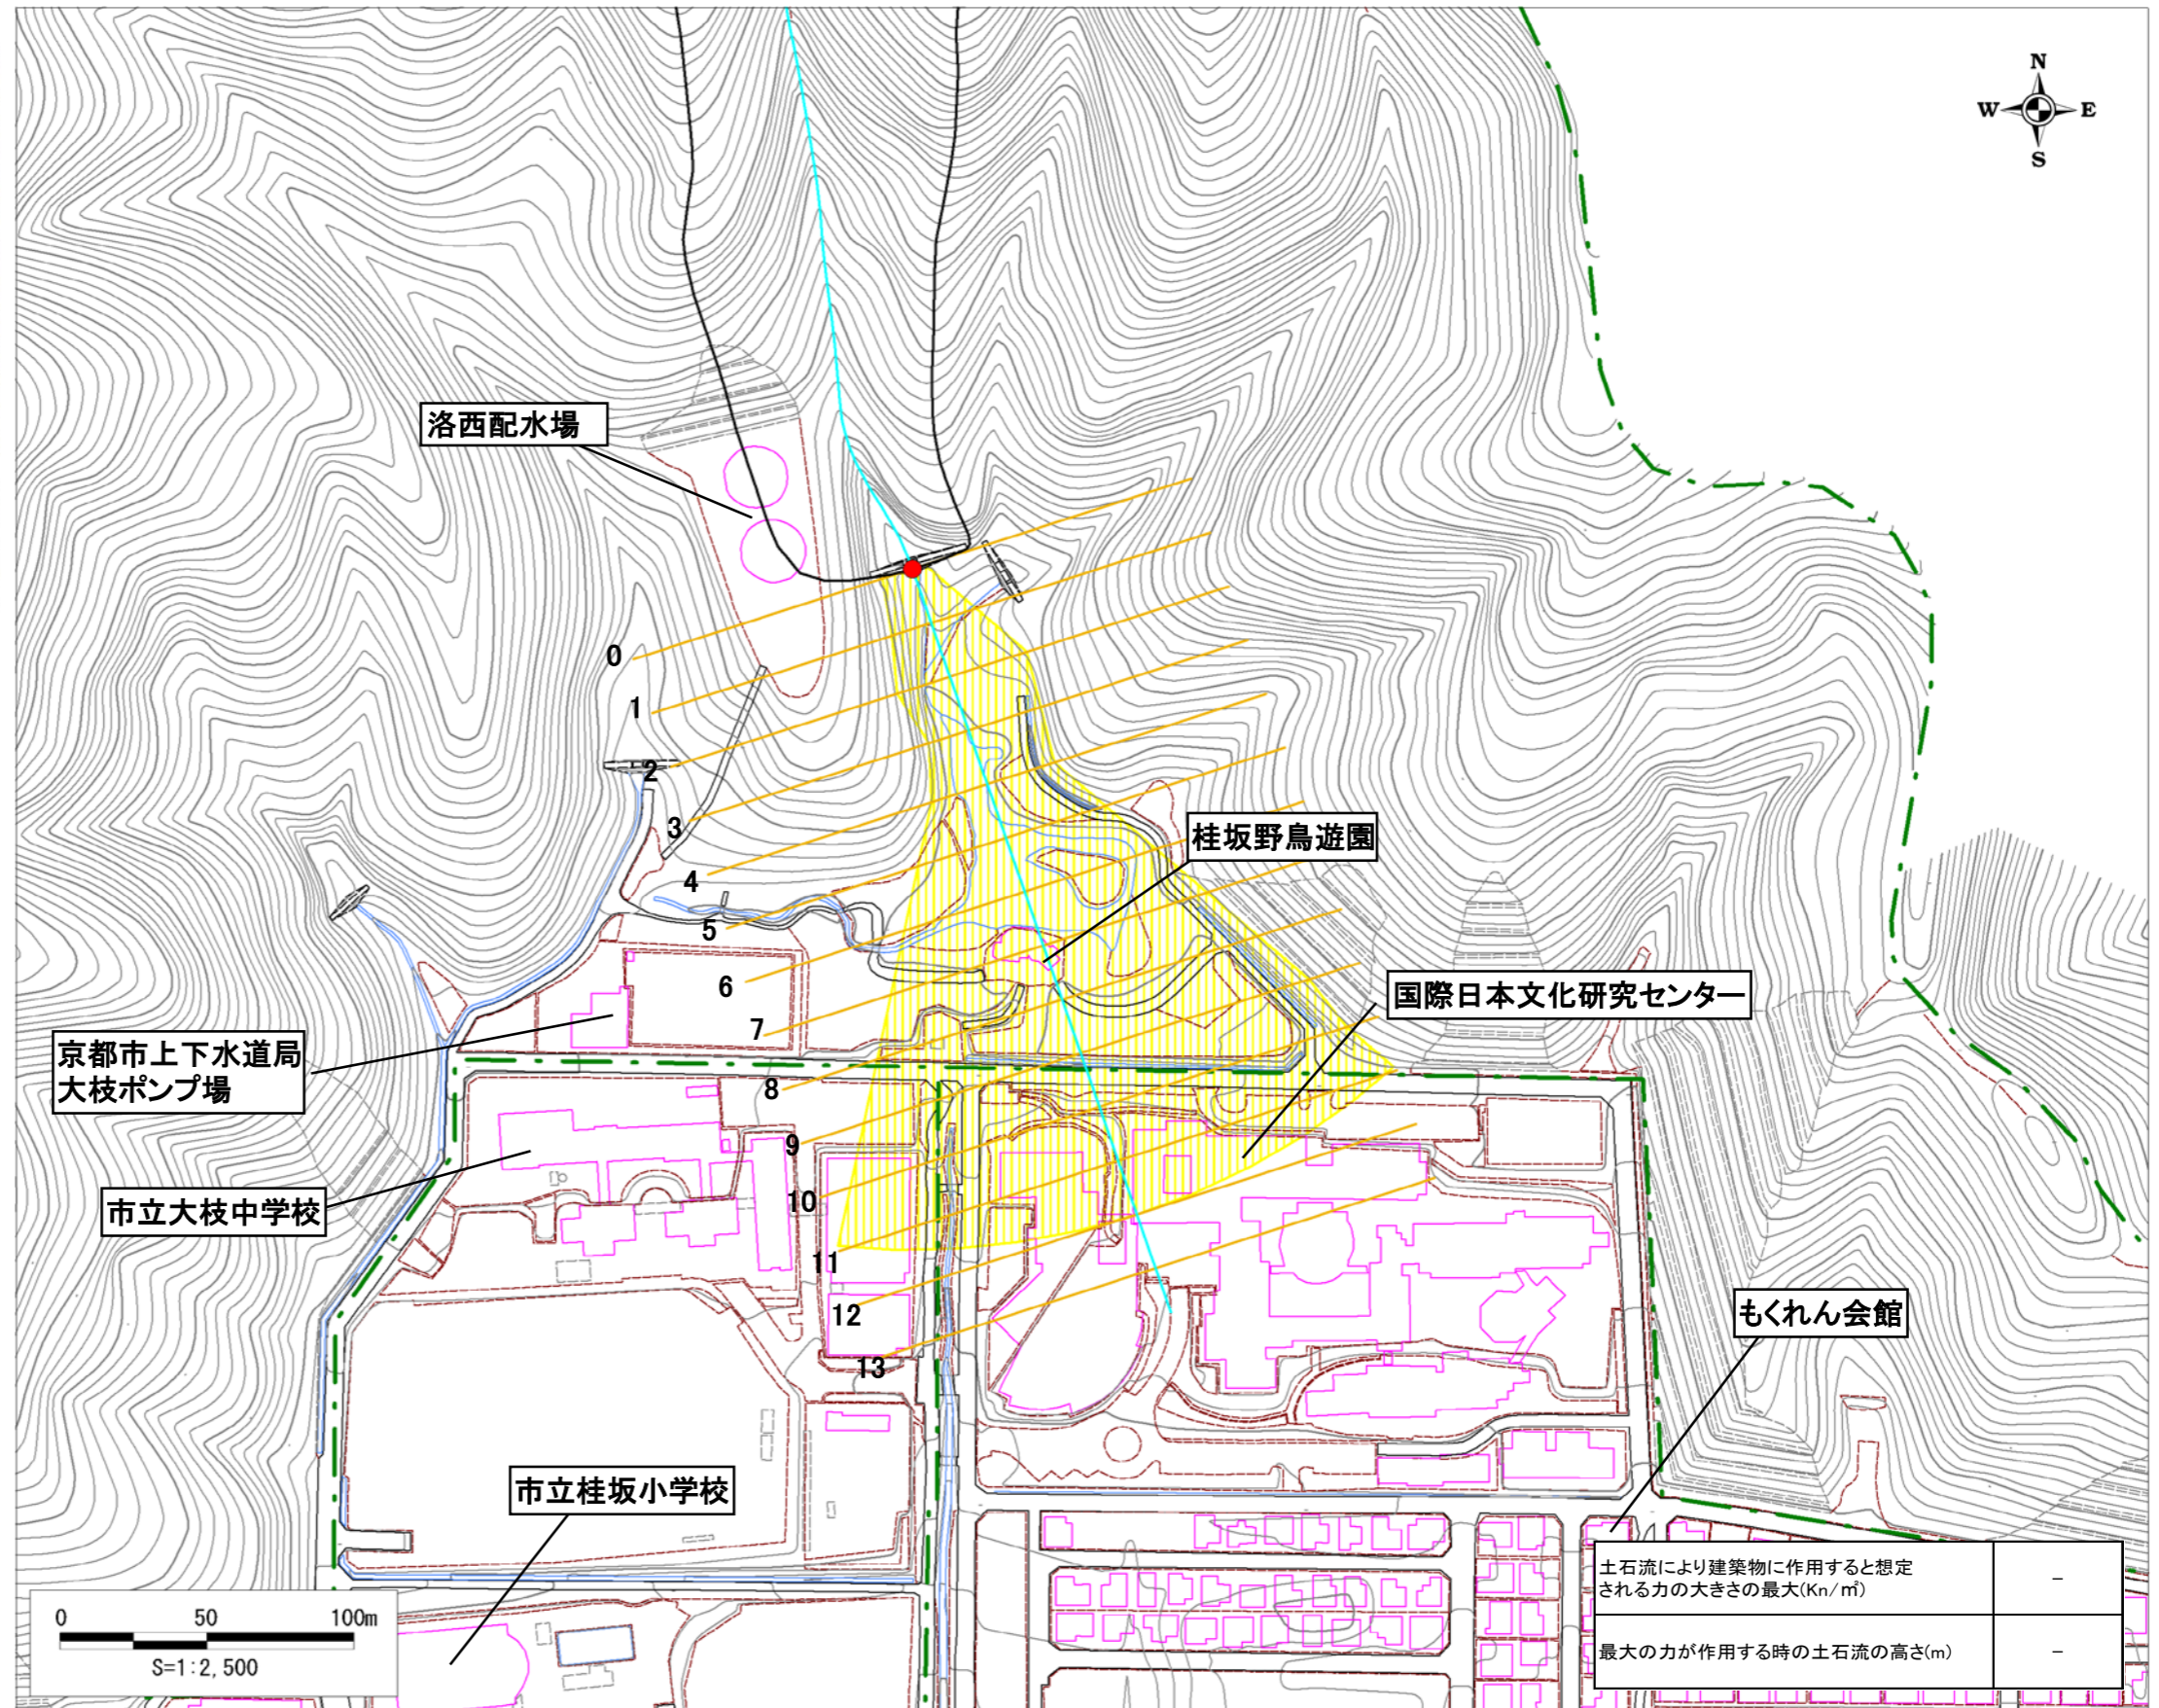 N
W
E
S
洛西配水場
0
1
2
3
4
5
6
7
8
9
10
11
12
13
桂坂野鳥遊園
国際日本文化研究センター
京都市上下水道局
大枝ポンプ場
市立大枝中学校
もくれん会館
市立桂坂小学校
0 50 100m
S=1:2,500
土石流により建築物に作用すると想定
される力の大きさの最大(Kn/㎡)
－
最大の力が作用する時の土石流の高さ(m)
－